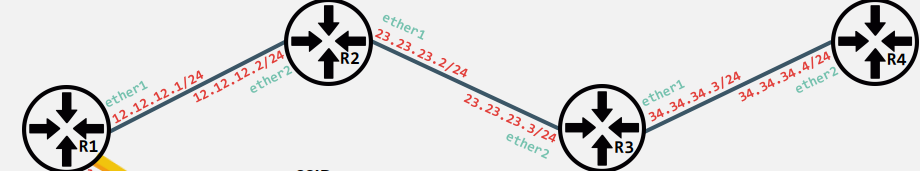 ether1
12.12.12.1/24
R1
12.12.12.2/24
ether2
R2
ether1
23.23.23.2/24
23.23.23.3/24
ether2
R3
ether1
34.34.34.3/24
34.34.34.4/24
ether2
R4